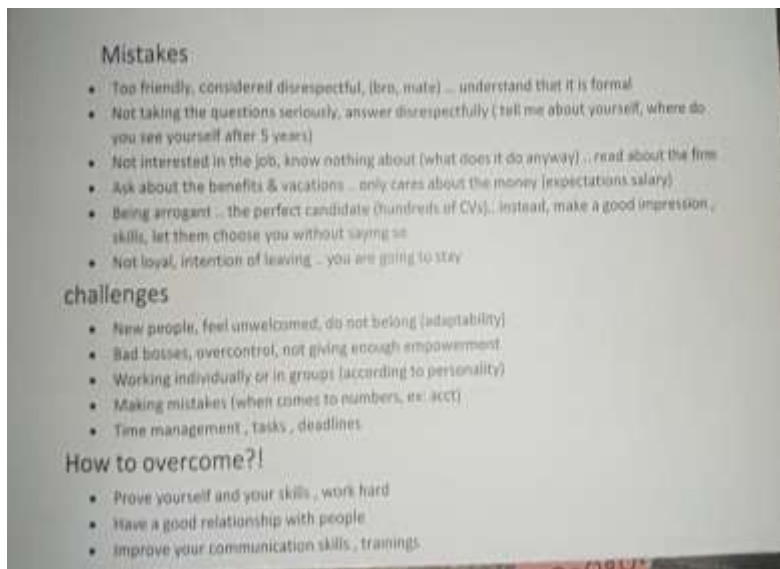 Mistakes
• Too friendly, considered disrespectful, (bro, mate) .. understand that it is formal
• Not taking the questions seriously, answer disrespectfully ( tell me about yourself, where do
you see yourself after 5 years)
• Not interested in the job, know nothing about (what does it do anyway) .. read about the firm
• Ask about the benefits & vacations .. only cares about the money (expectations salary)
• Being arrogant .. the perfect candidate (hundreds of CVs).. instead, make a good impression ,
skills, let them choose you without saying so
• Not loyal, intention of leaving .. you are going to stay
challenges
• New people, feel unwelcomed, do not belong (adaptability)
• Bad bosses, overcontrol, not giving enough empowerment
• Working individually or in groups (according to personality)
• Making mistakes (when comes to numbers, ex: acct)
• Time management , tasks , deadlines
How to overcome?!
• Prove yourself and your skills , work hard
• Have a good relationship with people
• Improve your communication skills , trainings